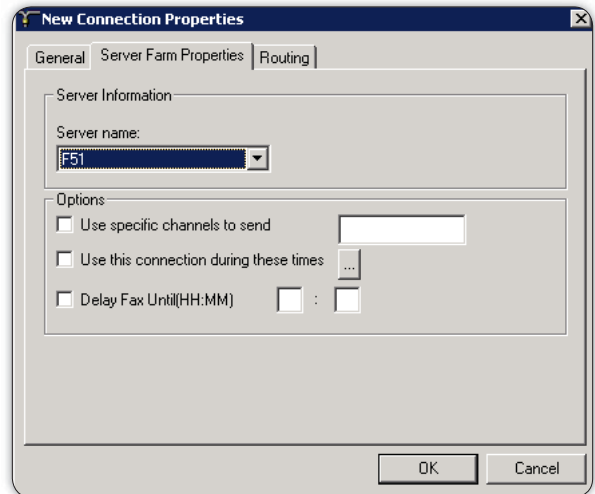 New Connection Properties
General Server Farm Properties Routing
Server Information
Server name:
F51
Options
Use specific channels to send
Use this connection during these times ...
Delay Fax Until(HH:MM) :
OK Cancel